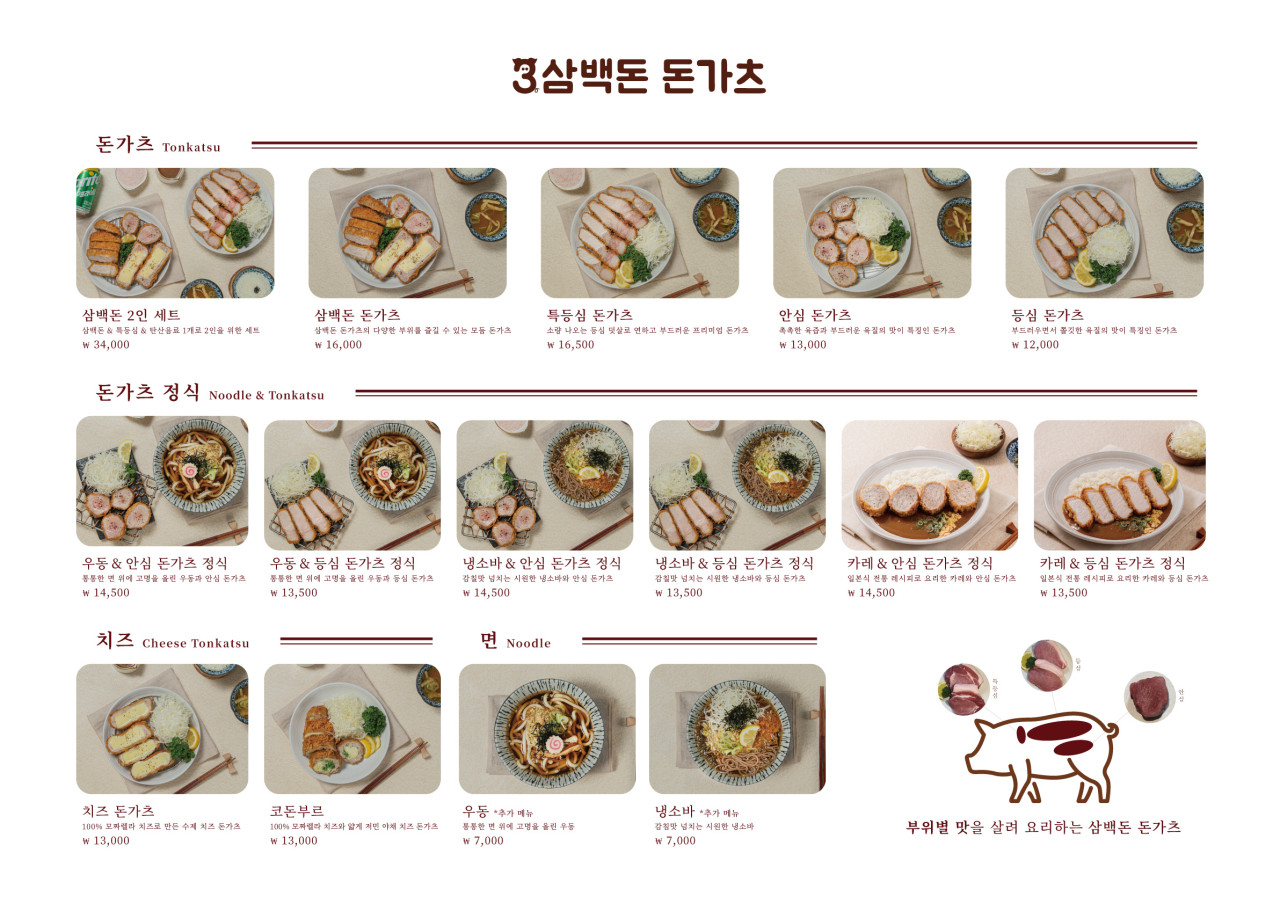 3삼백돈 돈가츠
돈가츠 Tonkatsu
삼백돈 2인 세트
삼백돈 & 특등심 & 탄산음료 1개로 2인을 위한 세트
₩ 34,000
삼백돈 돈가츠
삼백돈 돈가츠의 다양한 부위를 즐길 수 있는 모듬 돈가츠
₩ 16,000
특등심 돈가츠
소량 나오는 등심 덧살로 연하고 부드러운 프리미엄 돈가츠
₩ 16,500
안심 돈가츠
촉촉한 육즙과 부드러운 육질의 맛이 특징인 돈가츠
₩ 13,000
등심 돈가츠
부드러우면서 쫄깃한 육질의 맛이 특징인 돈가츠
₩ 12,000
돈가츠 정식 Noodle & Tonkatsu
우동 & 안심 돈가츠 정식
통통한 면 위에 고명을 올린 우동과 안심 돈가츠
₩ 14,500
우동 & 등심 돈가츠 정식
통통한 면 위에 고명을 올린 우동과 등심 돈가츠
₩ 13,500
냉소바 & 안심 돈가츠 정식
감칠맛 넘치는 시원한 냉소바와 안심 돈가츠
₩ 14,500
냉소바 & 등심 돈가츠 정식
감칠맛 넘치는 시원한 냉소바와 등심 돈가츠
₩ 13,500
카레 & 안심 돈가츠 정식
일본식 전통 레시피로 요리한 카레와 안심 돈가츠
₩ 14,500
카레 & 등심 돈가츠 정식
일본식 전통 레시피로 요리한 카레와 등심 돈가츠
₩ 13,500
치즈 Cheese Tonkatsu
치즈 돈가츠
100% 모짜렐라 치즈로 만든 수제 치즈 돈가츠
₩ 13,000
코돈부르
100% 모짜렐라 치즈와 얇게 저민 야채 치즈 돈가츠
₩ 13,000
면 Noodle
우동 *추가 메뉴
통통한 면 위에 고명을 올린 우동
₩ 7,000
냉소바 *추가 메뉴
감칠맛 넘치는 시원한 냉소바
₩ 7,000
특등심
등심
안심
부위별 맛을 살려 요리하는 삼백돈 돈가츠